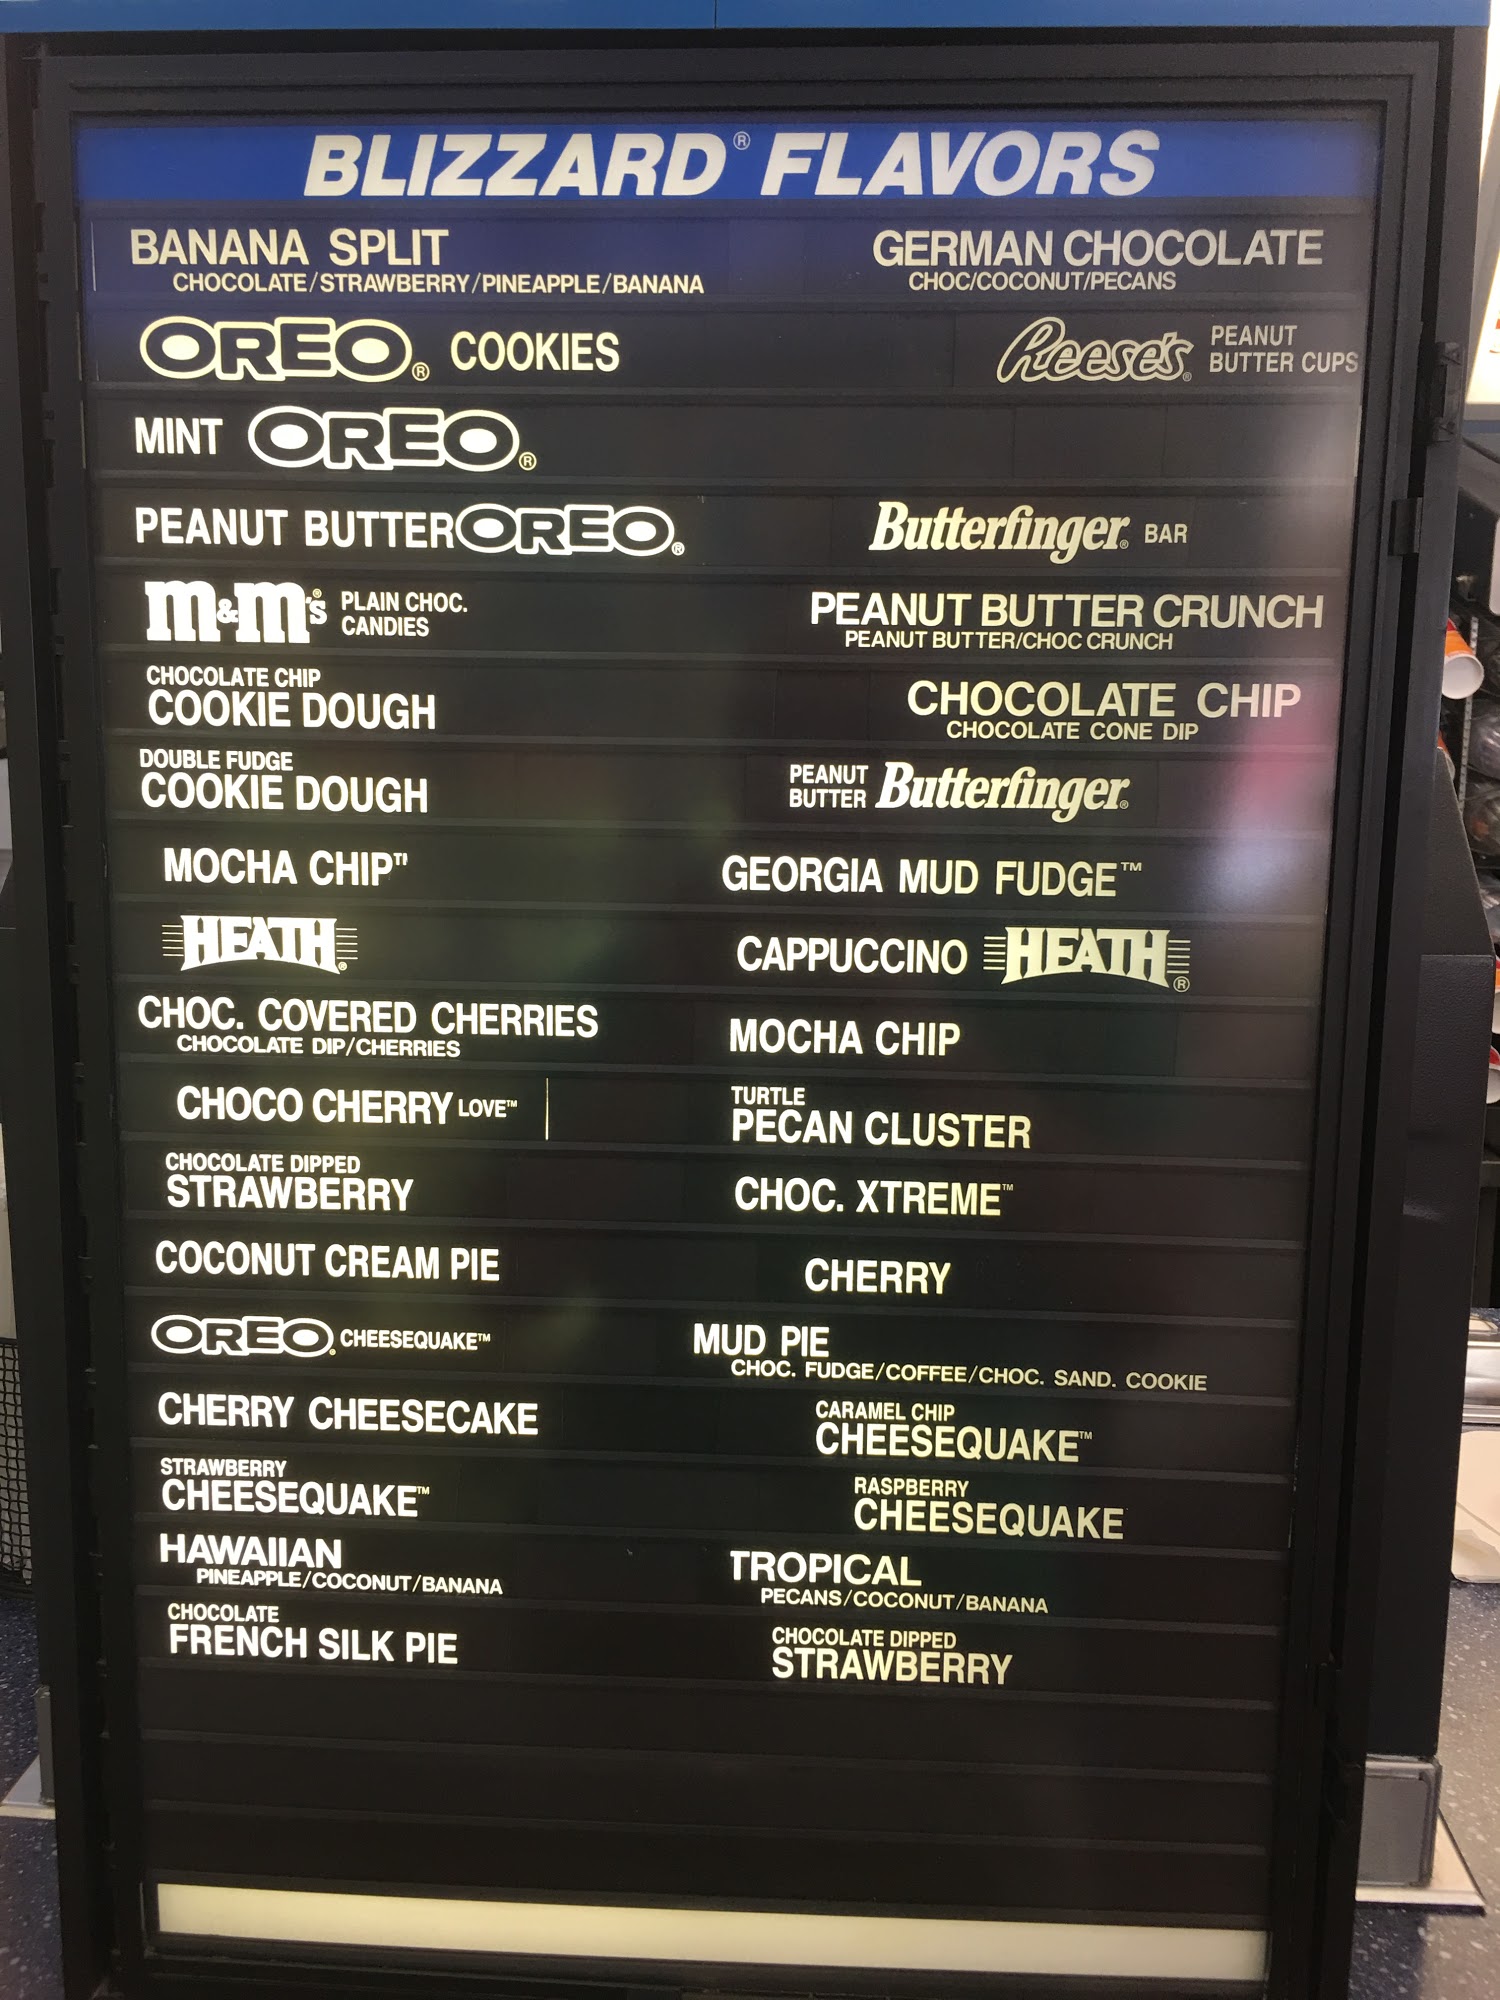 BLIZZARD® FLAVORS
BANANA SPLIT
CHOCOLATE/STRAWBERRY/PINEAPPLE/BANANA
OREO® COOKIES
MINT OREO®
PEANUT BUTTER OREO®
m&m's® PLAIN CHOC.
CANDIES
CHOCOLATE CHIP
COOKIE DOUGH
DOUBLE FUDGE
COOKIE DOUGH
MOCHA CHIP™
HEATH®
CHOC. COVERED CHERRIES
CHOCOLATE DIP/CHERRIES
CHOCO CHERRY LOVE™
CHOCOLATE DIPPED
STRAWBERRY
COCONUT CREAM PIE
OREO® CHEESEQUAKE™
CHERRY CHEESECAKE
STRAWBERRY
CHEESEQUAKE™
HAWAIIAN
PINEAPPLE/COCONUT/BANANA
CHOCOLATE
FRENCH SILK PIE
GERMAN CHOCOLATE
CHOC/COCONUT/PECANS
Reese's® PEANUT
BUTTER CUPS
Butterfinger® BAR
PEANUT BUTTER CRUNCH
PEANUT BUTTER/CHOC CRUNCH
CHOCOLATE CHIP
CHOCOLATE CONE DIP
PEANUT
BUTTER Butterfinger®
GEORGIA MUD FUDGE™
CAPPUCCINO HEATH®
MOCHA CHIP
TURTLE
PECAN CLUSTER
CHOC. XTREME™
CHERRY
MUD PIE
CHOC. FUDGE/COFFEE/CHOC. SAND. COOKIE
CARAMEL CHIP
CHEESEQUAKE™
RASPBERRY
CHEESEQUAKE
TROPICAL
PECANS/COCONUT/BANANA
CHOCOLATE DIPPED
STRAWBERRY